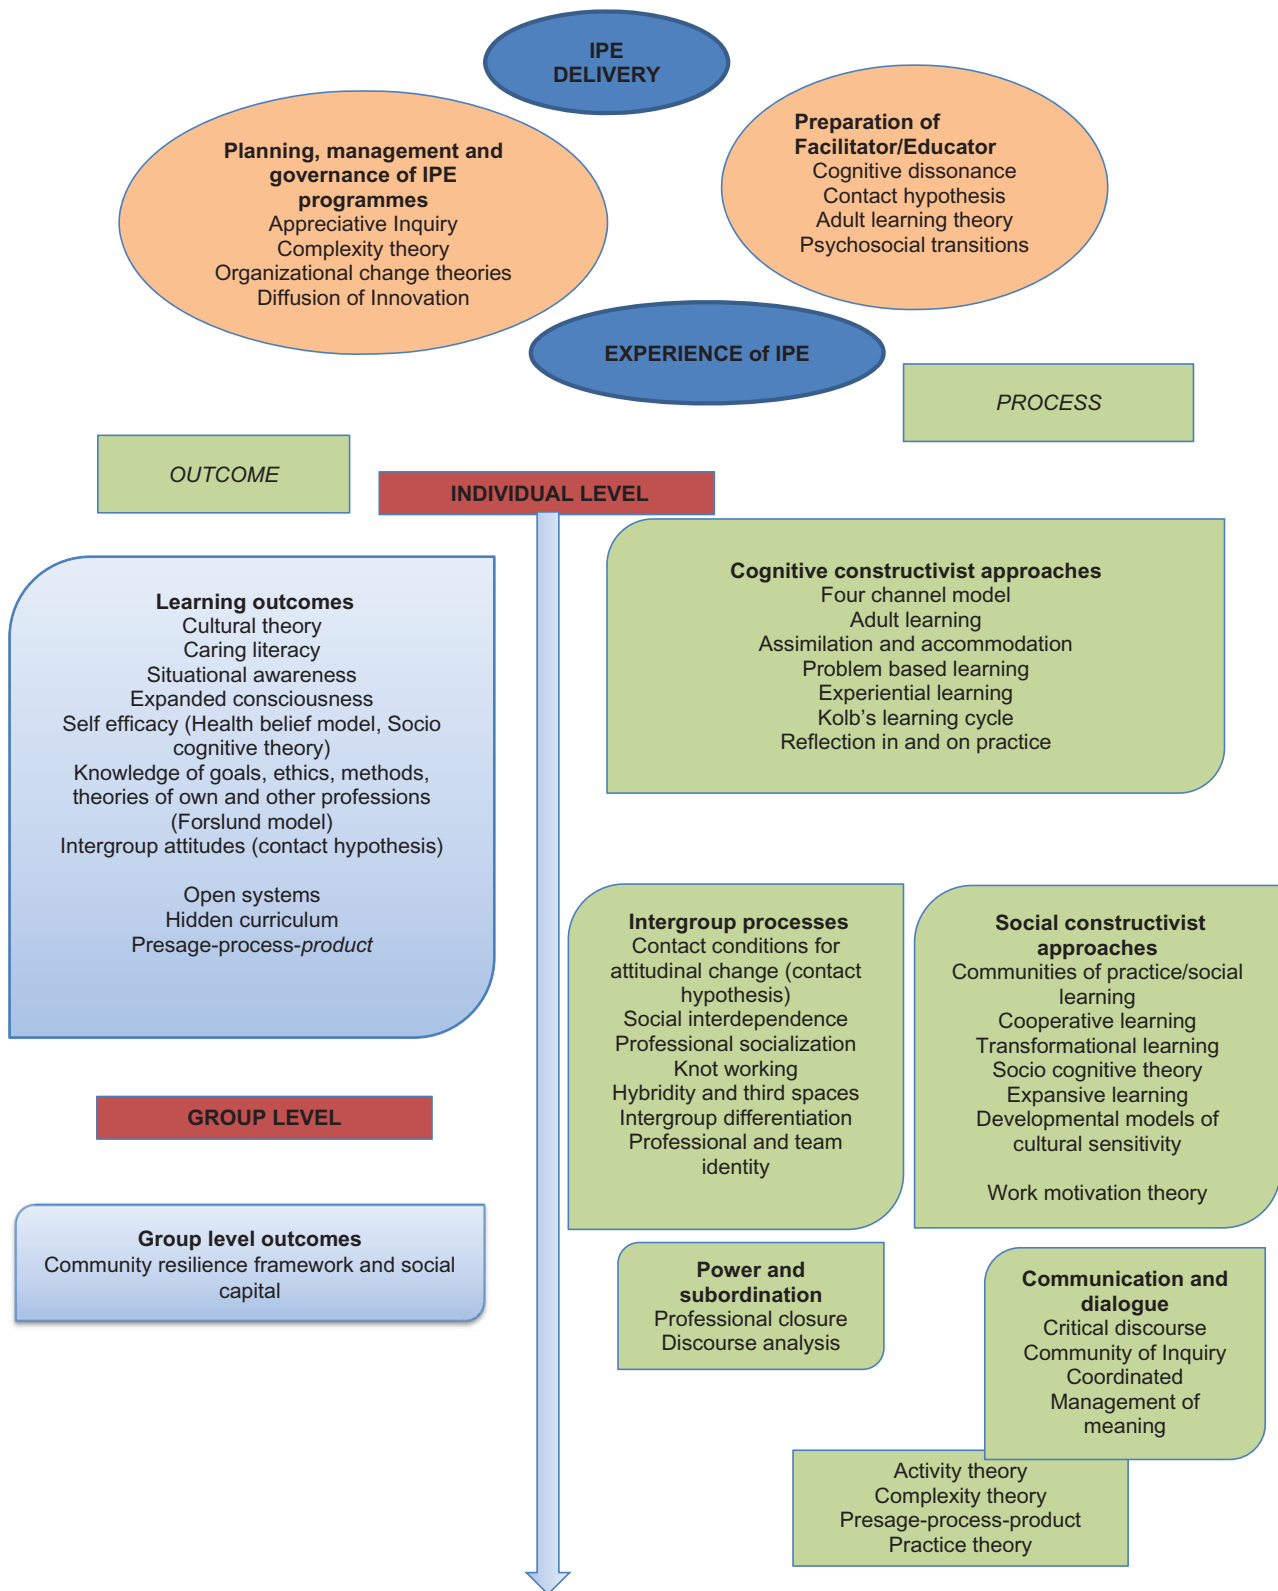 IPE
DELIVERY
Planning, management and
governance of IPE
programmes
Appreciative Inquiry
Complexity theory
Organizational change theories
Diffusion of Innovation
Preparation of
Facilitator/Educator
Cognitive dissonance
Contact hypothesis
Adult learning theory
Psychosocial transitions
EXPERIENCE of IPE
PROCESS
OUTCOME
INDIVIDUAL LEVEL
Learning outcomes
Cultural theory
Caring literacy
Situational awareness
Expanded consciousness
Self efficacy (Health belief model, Socio
cognitive theory)
Knowledge of goals, ethics, methods,
theories of own and other professions
(Forslund model)
Intergroup attitudes (contact hypothesis)
Open systems
Hidden curriculum
Presage-process-product
Cognitive constructivist approaches
Four channel model
Adult learning
Assimilation and accommodation
Problem based learning
Experiential learning
Kolb’s learning cycle
Reflection in and on practice
Intergroup processes
Contact conditions for
attitudinal change (contact
hypothesis)
Social interdependence
Professional socialization
Knot working
Hybridity and third spaces
Intergroup differentiation
Professional and team
identity
Social constructivist
approaches
Communities of practice/social
learning
Cooperative learning
Transformational learning
Socio cognitive theory
Expansive learning
Developmental models of
cultural sensitivity
Work motivation theory
GROUP LEVEL
Group level outcomes
Community resilience framework and social
capital
Power and
subordination
Professional closure
Discourse analysis
Communication and
dialogue
Critical discourse
Community of Inquiry
Coordinated
Management of
meaning
Activity theory
Complexity theory
Presage-process-product
Practice theory